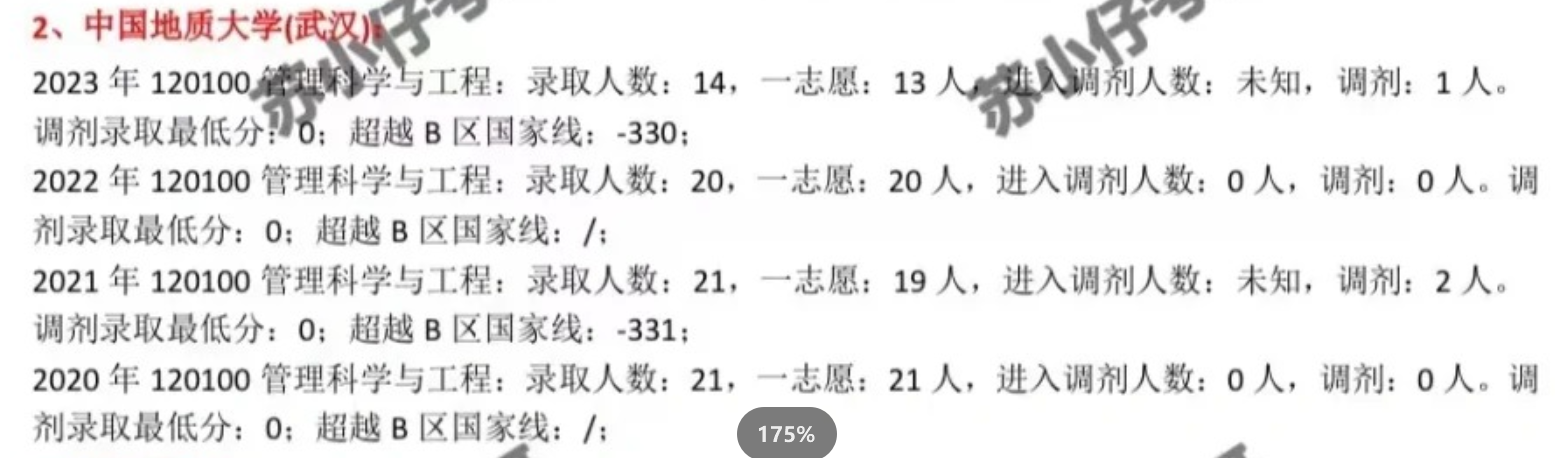 2、中国地质大学(武汉)：
2023 年 120100 管理科学与工程：录取人数：14，一志愿：13 人，进入调剂人数：未知，调剂：1 人。
调剂录取最低分：0；超越 B 区国家线：-330；
2022 年 120100 管理科学与工程：录取人数：20，一志愿：20 人，进入调剂人数：0 人，调剂：0 人。调
剂录取最低分：0；超越 B 区国家线：/；
2021 年 120100 管理科学与工程：录取人数：21，一志愿：19 人，进入调剂人数：未知，调剂：2 人。
调剂录取最低分：0；超越 B 区国家线：-331；
2020 年 120100 管理科学与工程：录取人数：21，一志愿：21 人，进入调剂人数：0 人，调剂：0 人。调
剂录取最低分：0；超越 B 区国家线：/；
175%
苏小仔考
苏小仔考